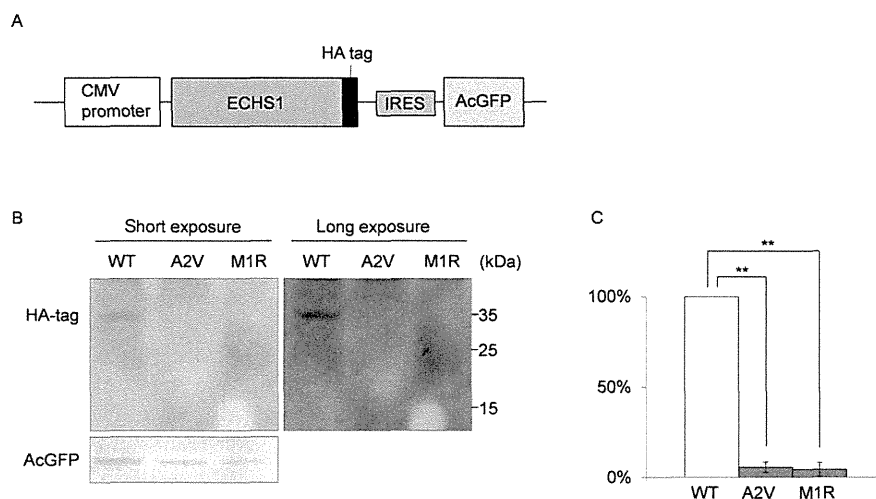 A
HA tag
CMV
promoter
ECHS1
IRES
AcGFP
B
Short exposure
Long exposure
WT
A2V
M1R
WT
A2V
M1R
(kDa)
HA-tag
35
25
15
AcGFP
C
**
**
100%
50%
0%
WT
A2V
M1R